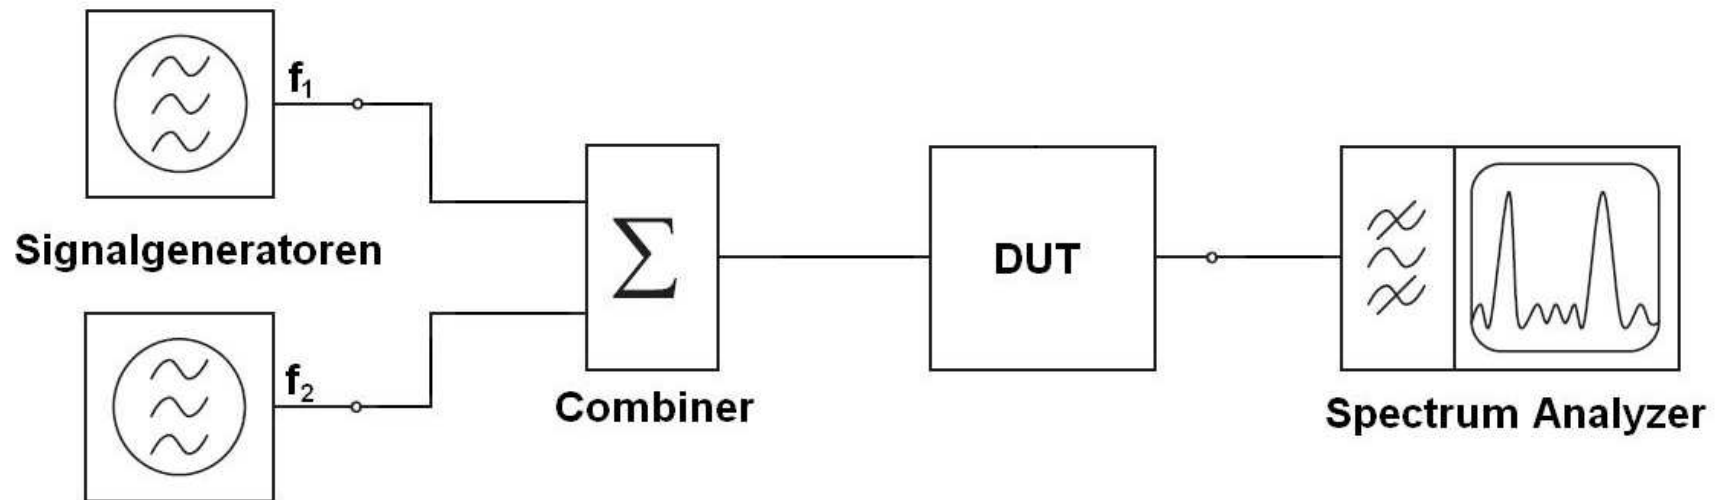 f₁
Signalgeneratoren
f₂
Σ
Combiner
DUT
Spectrum Analyzer